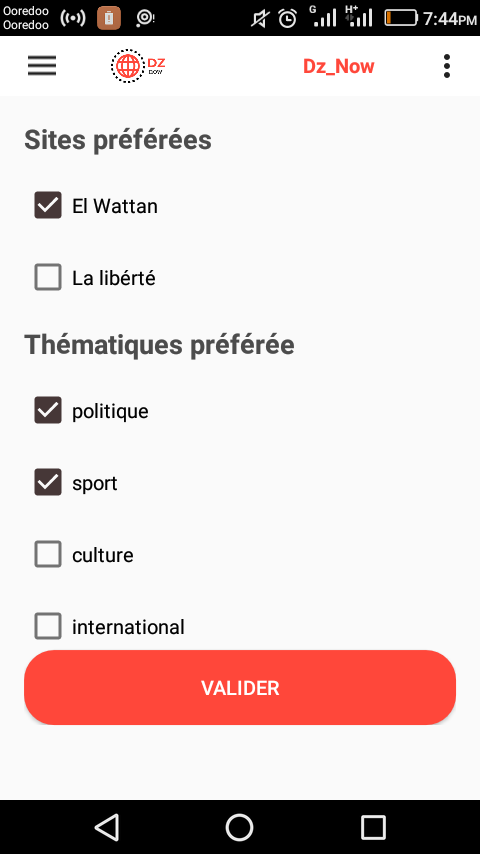 Ooredoo
Ooredoo
G
H+
4G
7:44PM
DZ
NOW
Dz_Now
Sites préférées
El Wattan
La libérté
Thématiques préférée
politique
sport
culture
international
VALIDER